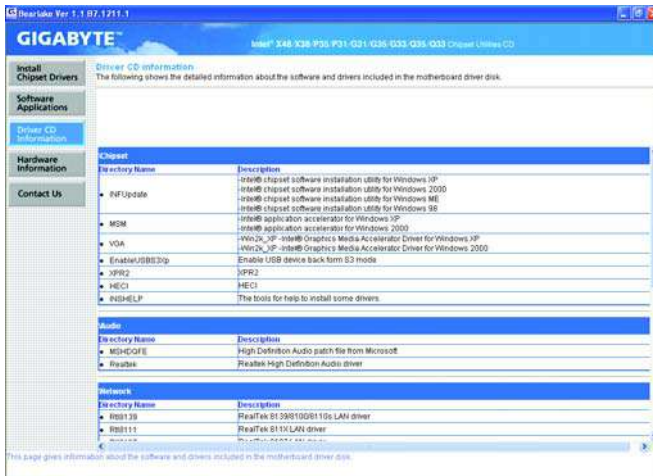 Bearlake Ver 1.1 B7.1211.1
GIGABYTE™
Intel® X48/X38/P35/P31/G31/G35/G33/Q35/Q33 Chipset Utilities CD
Install
Chipset Drivers
Software
Applications
Driver CD
Information
Hardware
Information
Contact Us
Driver CD information
The following shows the detailed information about the software and drivers included in the motherboard driver disk.
Chipset
Directory Name Description
INFUpdate
-Intel® chipset software installation utility for Windows XP
-Intel® chipset software installation utility for Windows 2000
-Intel® chipset software installation utility for Windows ME
-Intel® chipset software installation utility for Windows 98
MSM
-Intel® application accelerator for Windows XP
-Intel® application accelerator for Windows 2000
VGA
-Win2k_XP -Intel® Graphics Media Accelerator Driver for Windows XP
-Win2k_XP -Intel® Graphics Media Accelerator Driver for Windows 2000
EnableUSBS3Xp Enable USB device back form S3 mode
XPR2 XPR2
HECI HECI
INSHELP The tools for help to install some drivers.
Audio
Directory Name Description
MSHDQFE High Definition Audio patch file from Microsoft
Realtek Realtek High Definition Audio driver
Network
Directory Name Description
Rtl8139 RealTek 8139/8100/8110s LAN driver
Rtl8111 RealTek 811X LAN driver
This page gives information about the software and drivers included in the motherboard driver disk.